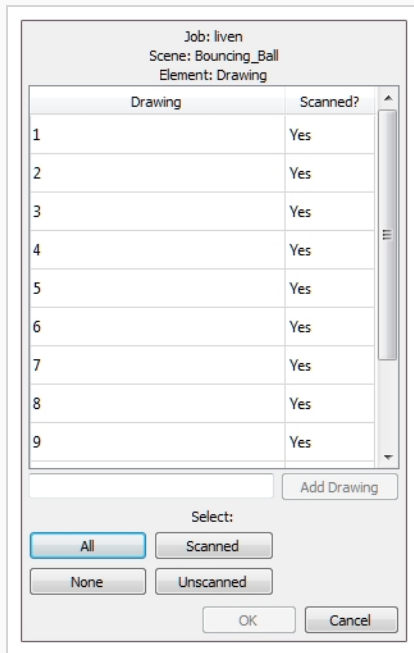 Job: liven
Scene: Bouncing_Ball
Element: Drawing
Drawing Scanned?
1 Yes
2 Yes
3 Yes
4 Yes
5 Yes
6 Yes
7 Yes
8 Yes
9 Yes
Add Drawing
Select:
All Scanned
None Unscanned
OK Cancel